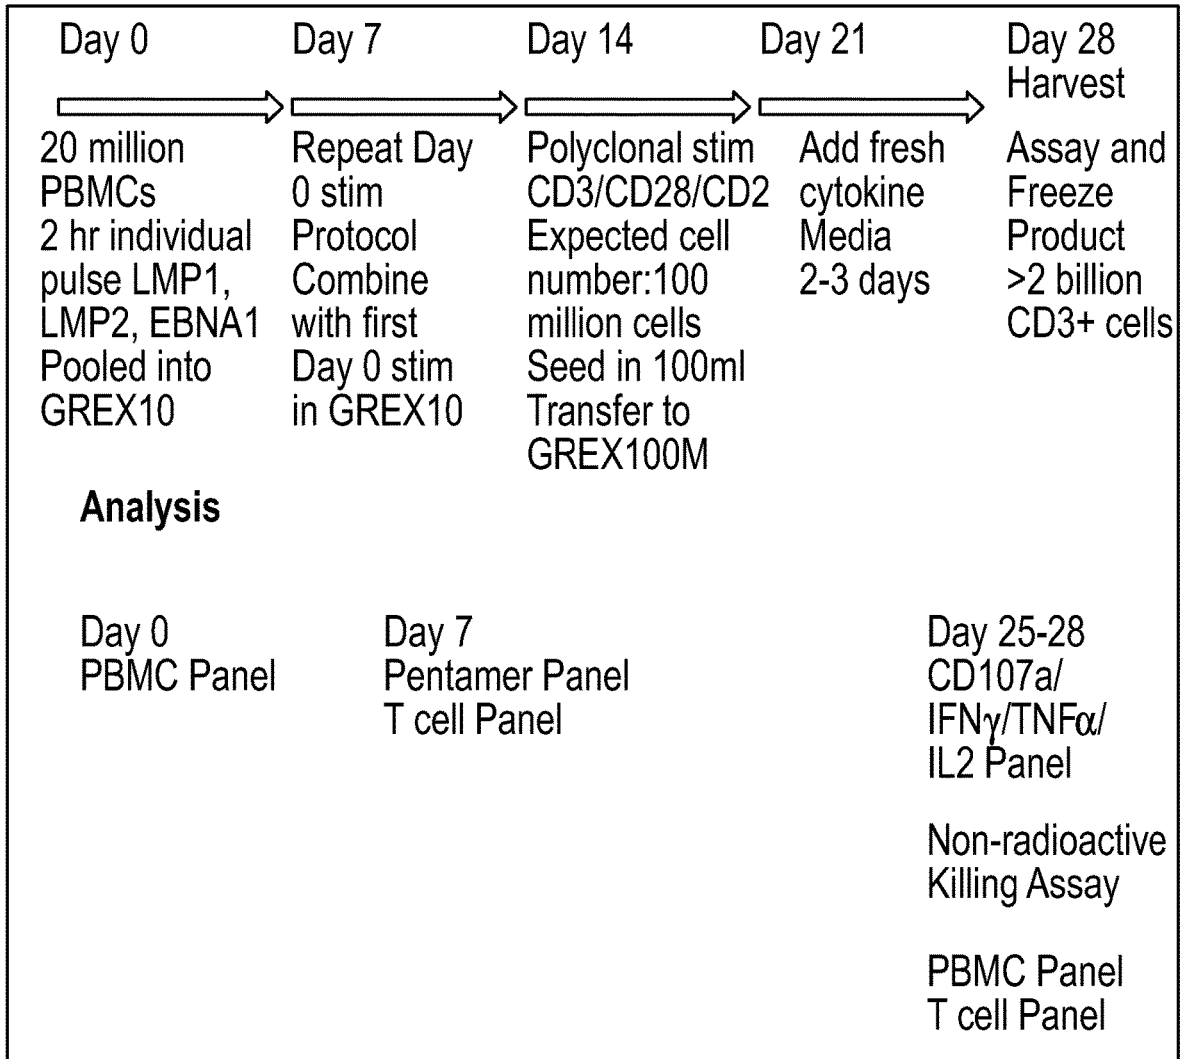 Day 0
Day 7
Day 14
Day 21
Day 28
Harvest
20 million
PBMCs
2 hr individual
pulse LMP1,
LMP2, EBNA1
Pooled into
GREX10
Repeat Day
0 stim
Protocol
Combine
with first
Day 0 stim
in GREX10
Polyclonal stim
CD3/CD28/CD2
Expected cell
number:100
million cells
Seed in 100ml
Transfer to
GREX100M
Add fresh
cytokine
Media
2-3 days
Assay and
Freeze
Product
>2 billion
CD3+ cells
Analysis
Day 0
PBMC Panel
Day 7
Pentamer Panel
T cell Panel
Day 25-28
CD107a/
IFNγ/TNFα/
IL2 Panel
Non-radioactive
Killing Assay
PBMC Panel
T cell Panel